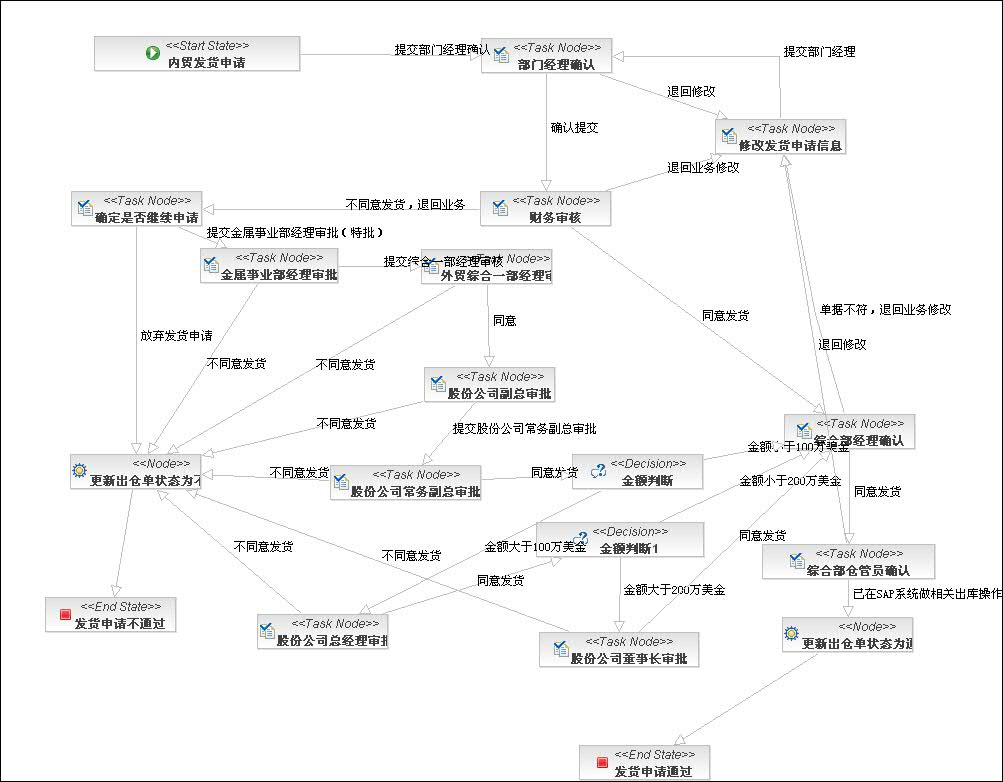 <<Start State>>
内贸发货申请
提交部门经理确认
<<Task Node>>
部门经理确认
提交部门经理
退回修改
<<Task Node>>
修改发货申请信息
确认提交
退回业务修改
<<Task Node>>
确定是否继续申请
不同意发货，退回业务
<<Task Node>>
财务审核
提交金属事业部经理审批（特批）
<<Task Node>>
金属事业部经理审批
提交综合一部经理审核
<<Task Node>>
外贸综合一部经理审
同意
同意发货
单据不符，退回业务修改
退回修改
放弃发货申请
不同意发货
不同意发货
<<Task Node>>
股份公司副总审批
不同意发货
提交股份公司常务副总审批
<<Task Node>>
综合部经理确认
金额小于100万美金
<<Node>>
更新出仓单状态为不
不同意发货
<<Task Node>>
股份公司常务副总审批
同意发货
<<Decision>>
金额判断
金额小于200万美金
同意发货
<<Decision>>
金额判断1
金额大于100万美金
同意发货
不同意发货
不同意发货
<<Task Node>>
综合部仓管员确认
同意发货
金额大于200万美金
已在SAP系统做相关出库操作
<<End State>>
发货申请不通过
<<Task Node>>
股份公司总经理审批
<<Task Node>>
股份公司董事长审批
<<Node>>
更新出仓单状态为通
<<End State>>
发货申请通过